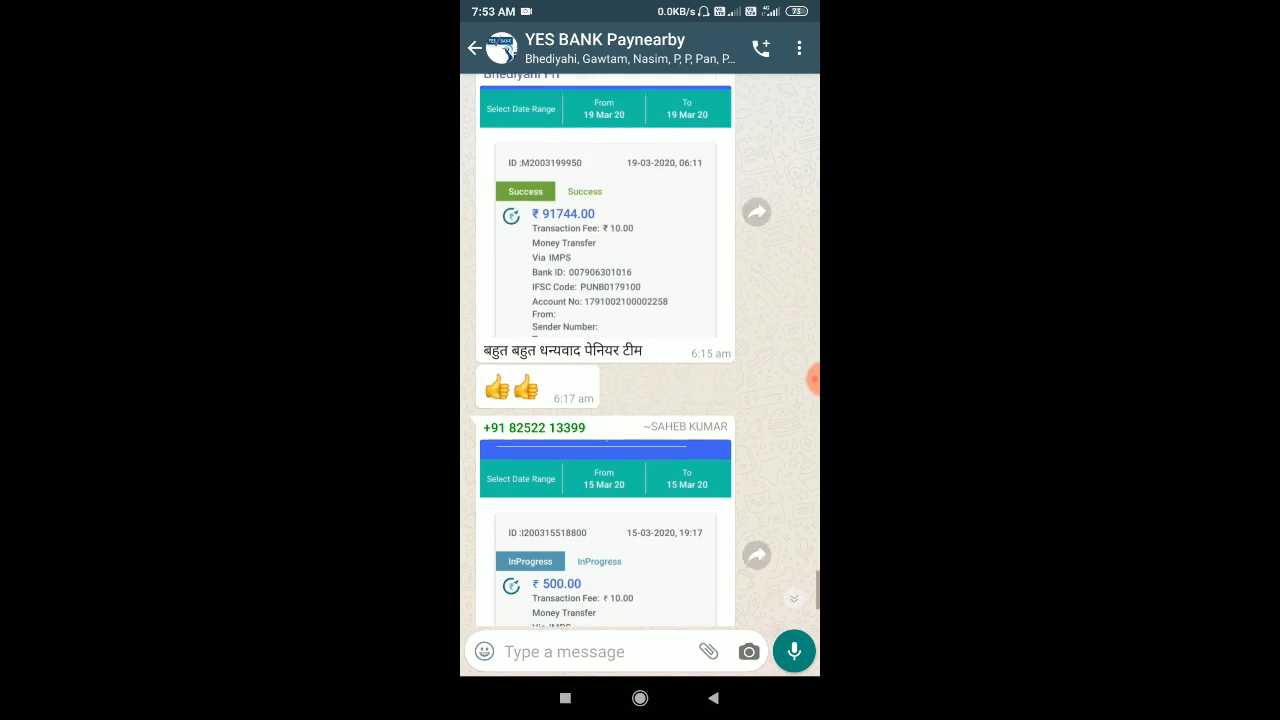 7:53 AM
0.0KB/s
4G
73
YES BANK Paynearby
Bhediyahi, Gawtam, Nasim, P, P, Pan, P...
Select Date Range
From
19 Mar 20
To
19 Mar 20
ID :M2003199950
19-03-2020, 06:11
Success
Success
₹ 91744.00
Transaction Fee: ₹ 10.00
Money Transfer
Via IMPS
Bank ID: 007906301016
IFSC Code: PUNB0179100
Account No: 1791002100002258
From:
Sender Number:
बहुत बहुत धन्यवाद पेनियर टीम
6:15 am
6:17 am
+91 82522 13399
~SAHEB KUMAR
Select Date Range
From
15 Mar 20
To
15 Mar 20
ID :I200315518800
15-03-2020, 19:17
InProgress
InProgress
₹ 500.00
Transaction Fee: ₹ 10.00
Money Transfer
Via IMPS
Type a message